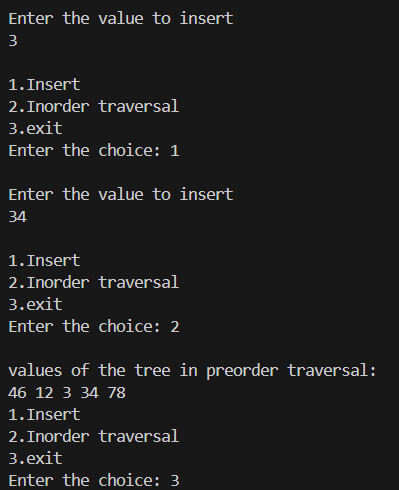 Enter the value to insert
3
1.Insert
2.Inorder traversal
3.exit
Enter the choice: 1
Enter the value to insert
34
1.Insert
2.Inorder traversal
3.exit
Enter the choice: 2
values of the tree in preorder traversal:
46 12 3 34 78
1.Insert
2.Inorder traversal
3.exit
Enter the choice: 3